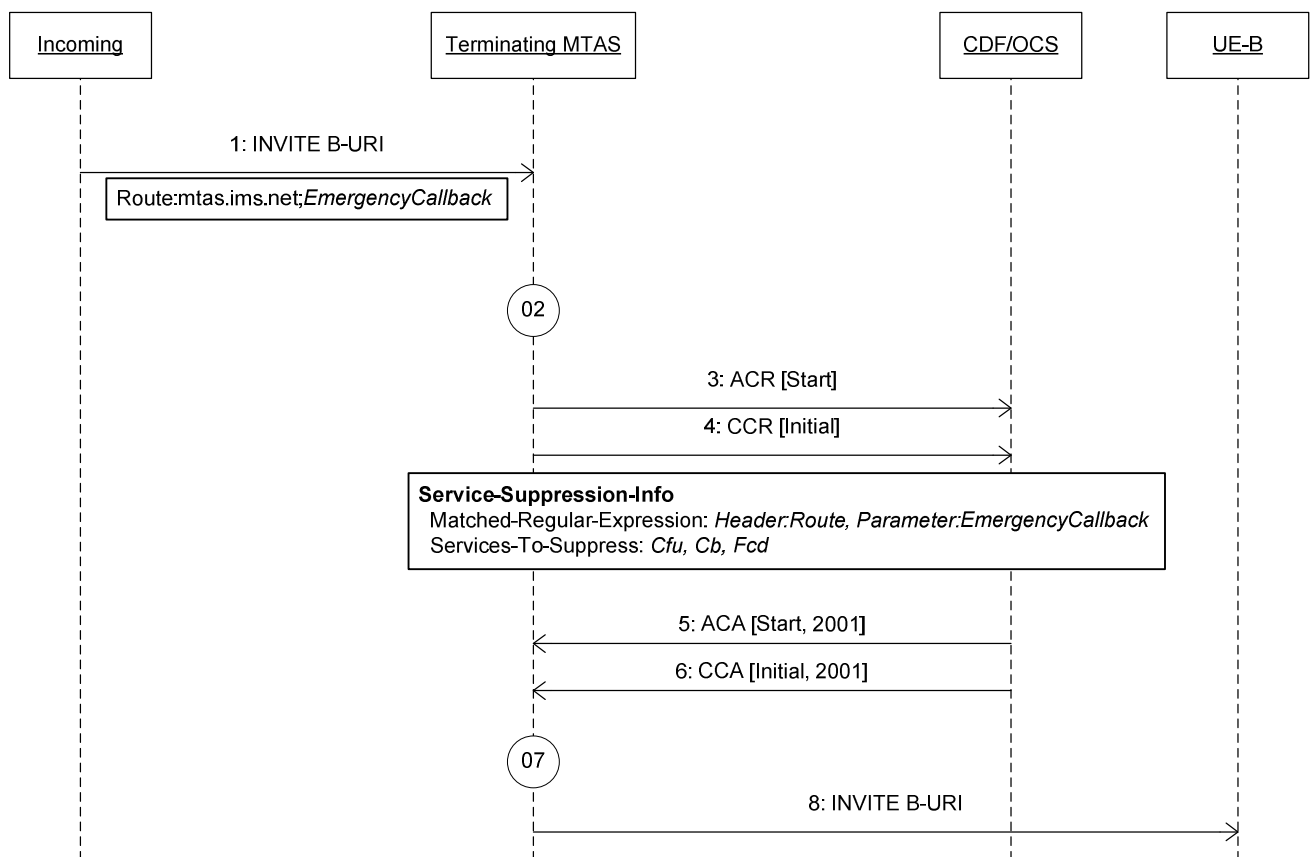 Incoming
Terminating MTAS
CDF/OCS
UE-B
1: INVITE B-URI
Route:mtas.ims.net;EmergencyCallback
02
3: ACR [Start]
4: CCR [Initial]
Service-Suppression-Info
Matched-Regular-Expression: Header:Route, Parameter:EmergencyCallback
Services-To-Suppress: Cfu, Cb, Fcd
5: ACA [Start, 2001]
6: CCA [Initial, 2001]
07
8: INVITE B-URI